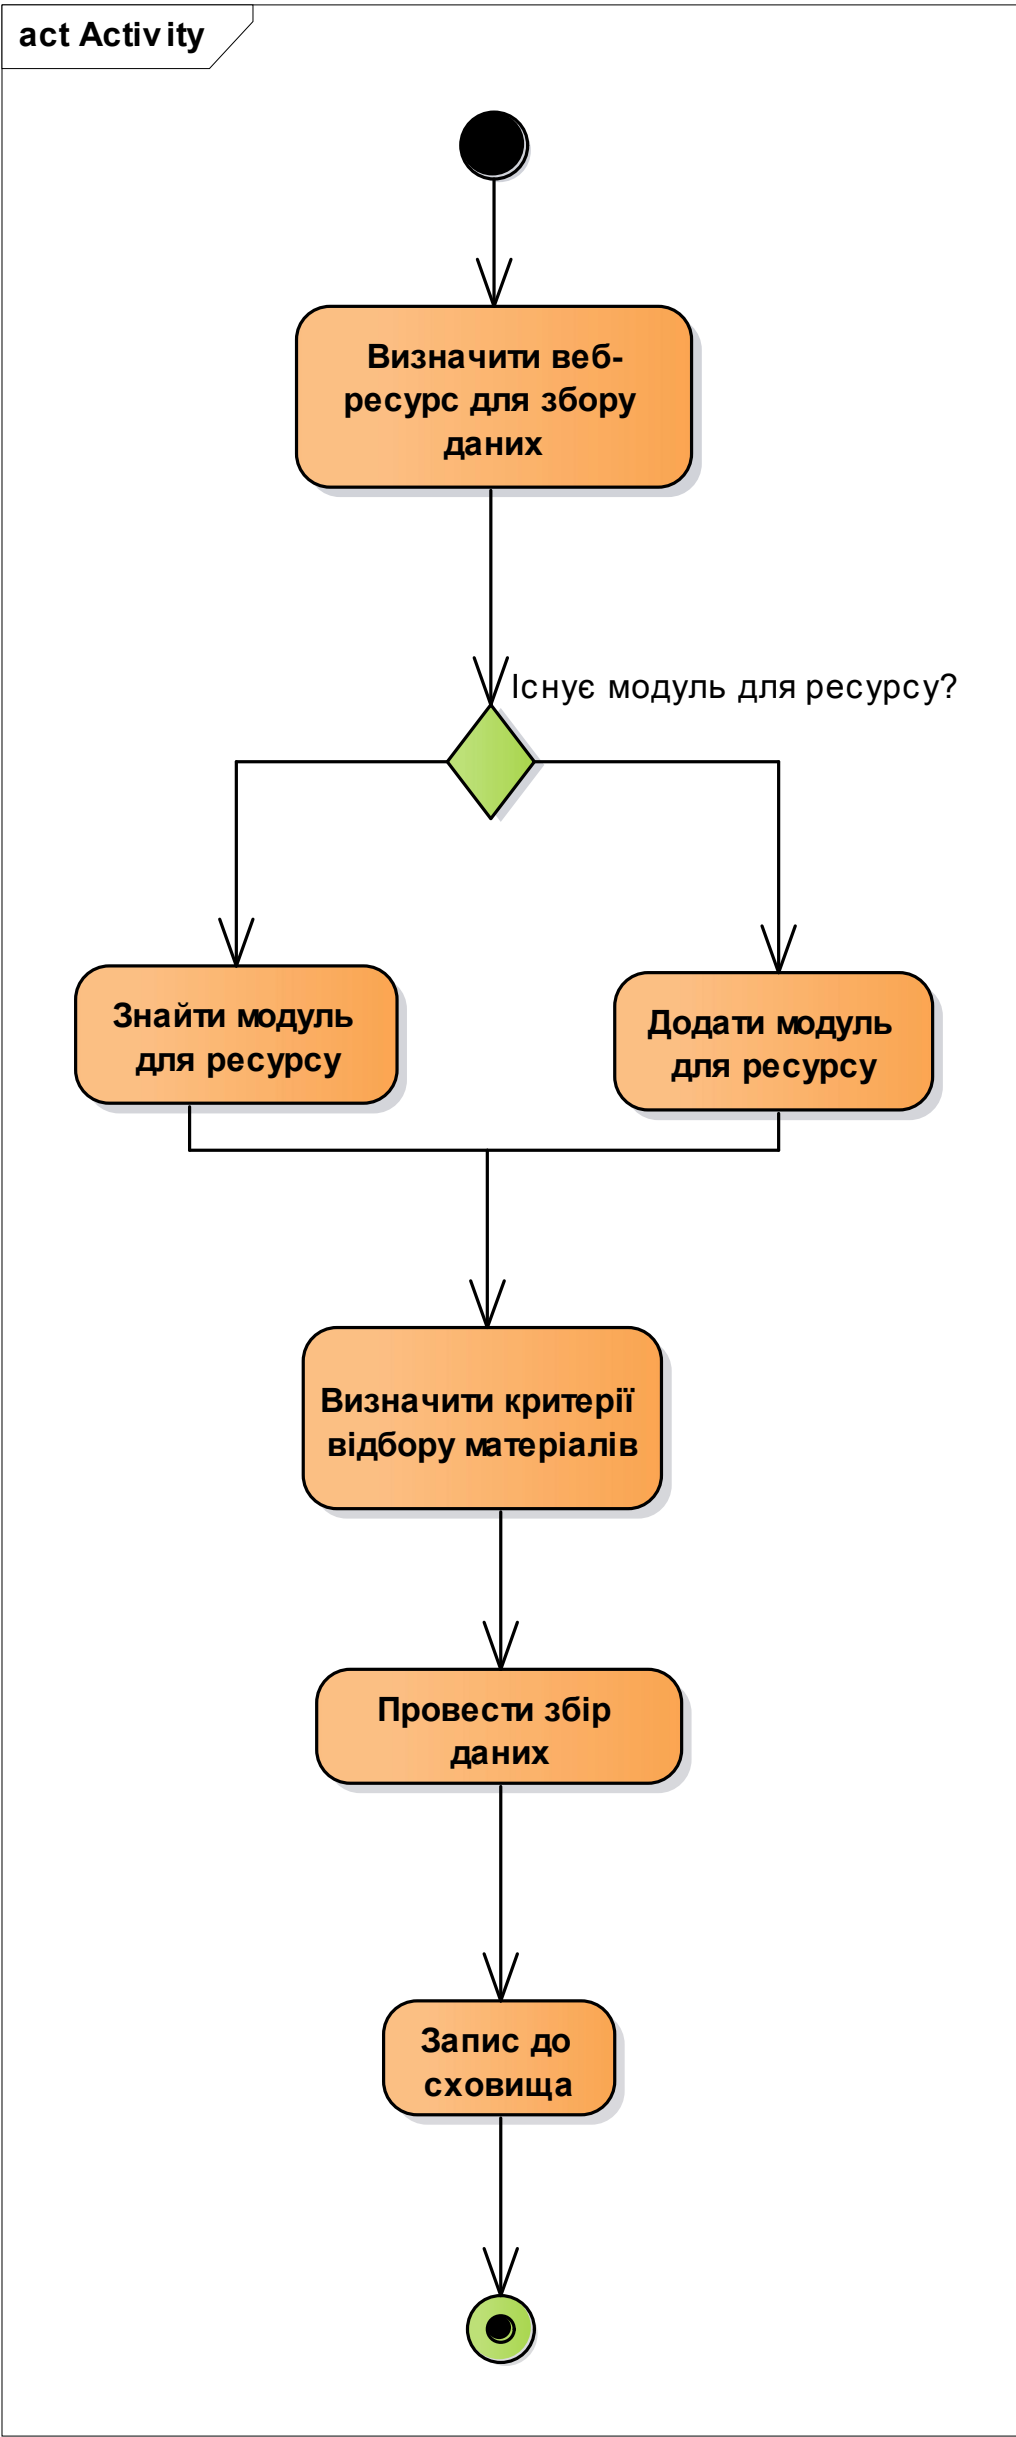 act Activity
Визначити веб-
ресурс для збору
даних
Існує модуль для ресурсу?
Знайти модуль
для ресурсу
Додати модуль
для ресурсу
Визначити критерії
відбору матеріалів
Провести збір
даних
Запис до
сховища